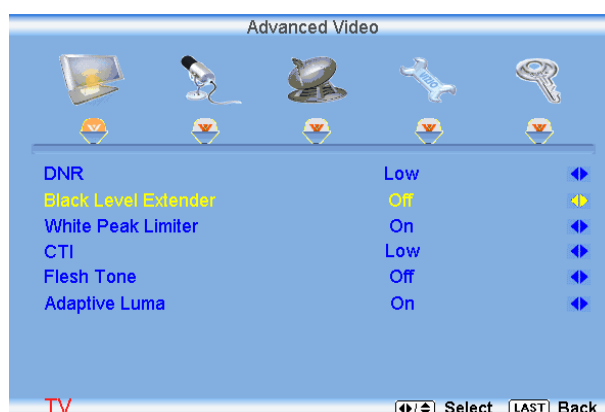 Advanced Video
VIZIO
DNR Low
Black Level Extender Off
White Peak Limiter On
CTI Low
Flesh Tone Off
Adaptive Luma On
TV Select LAST Back